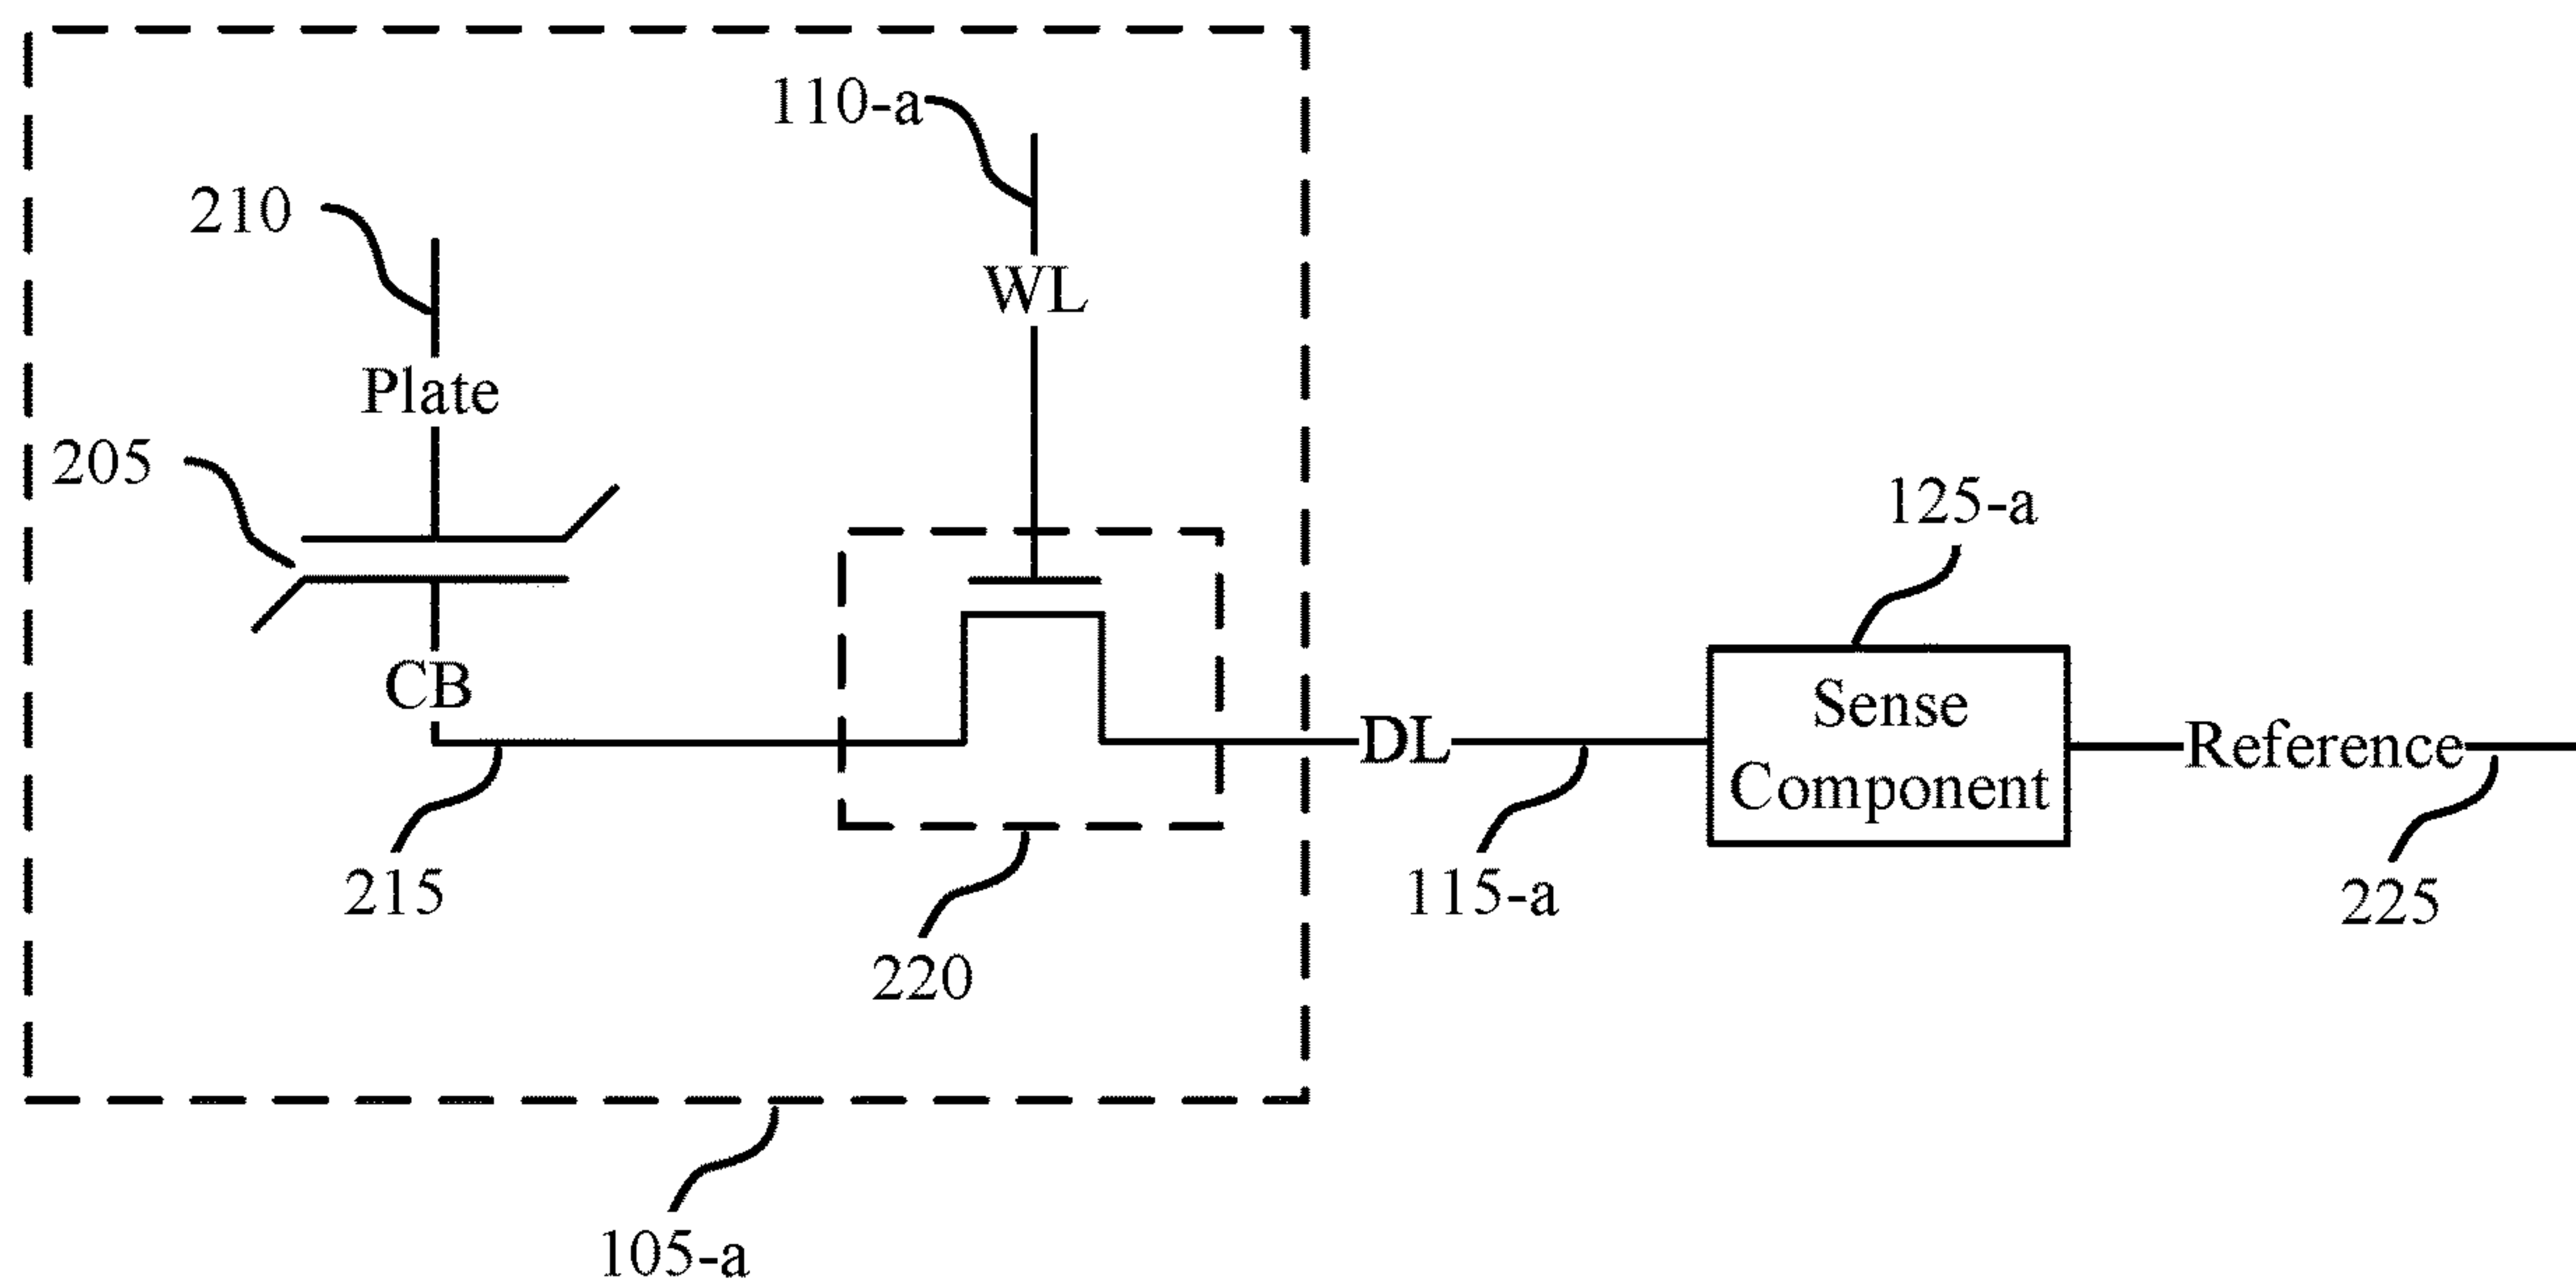 110-a
210
WL
Plate
205
125-a
CB
Sense
Component
DL
Reference
215
115-a
225
220
105-a